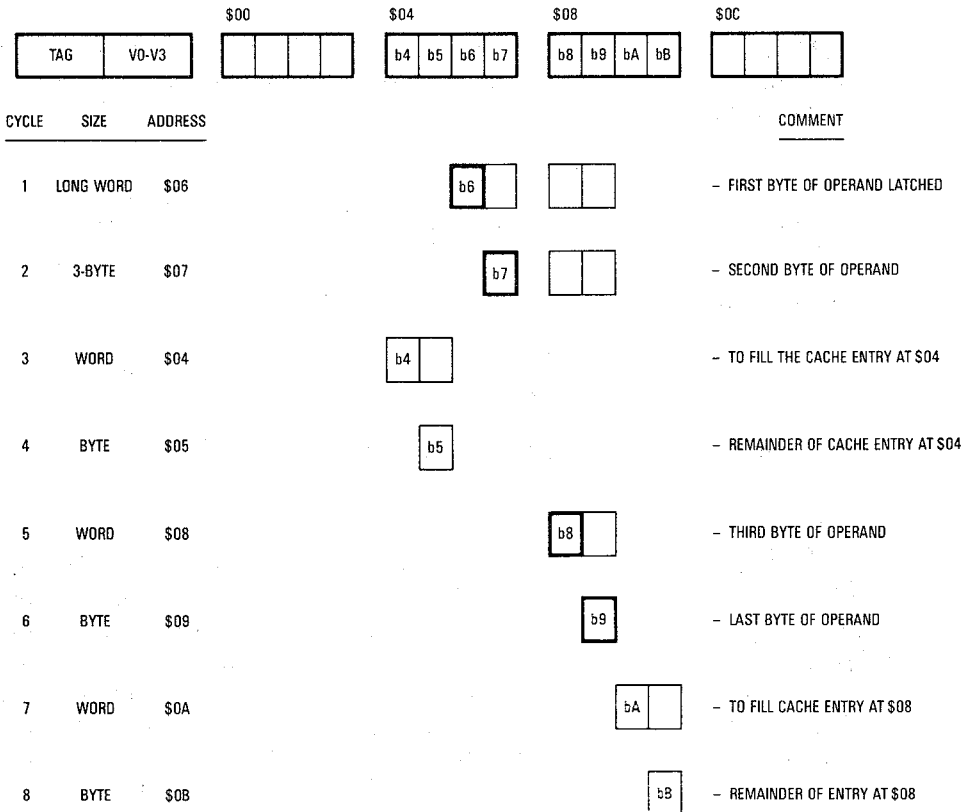 $00 $04 $08 $0C
TAG V0-V3 b4 b5 b6 b7 b8 b9 bA bB
CYCLE SIZE ADDRESS COMMENT
1 LONG WORD $06 b6 – FIRST BYTE OF OPERAND LATCHED
2 3-BYTE $07 b7 – SECOND BYTE OF OPERAND
3 WORD $04 b4 – TO FILL THE CACHE ENTRY AT $04
4 BYTE $05 b5 – REMAINDER OF CACHE ENTRY AT $04
5 WORD $08 b8 – THIRD BYTE OF OPERAND
6 BYTE $09 b9 – LAST BYTE OF OPERAND
7 WORD $0A bA – TO FILL CACHE ENTRY AT $08
8 BYTE $0B bB – REMAINDER OF ENTRY AT $08